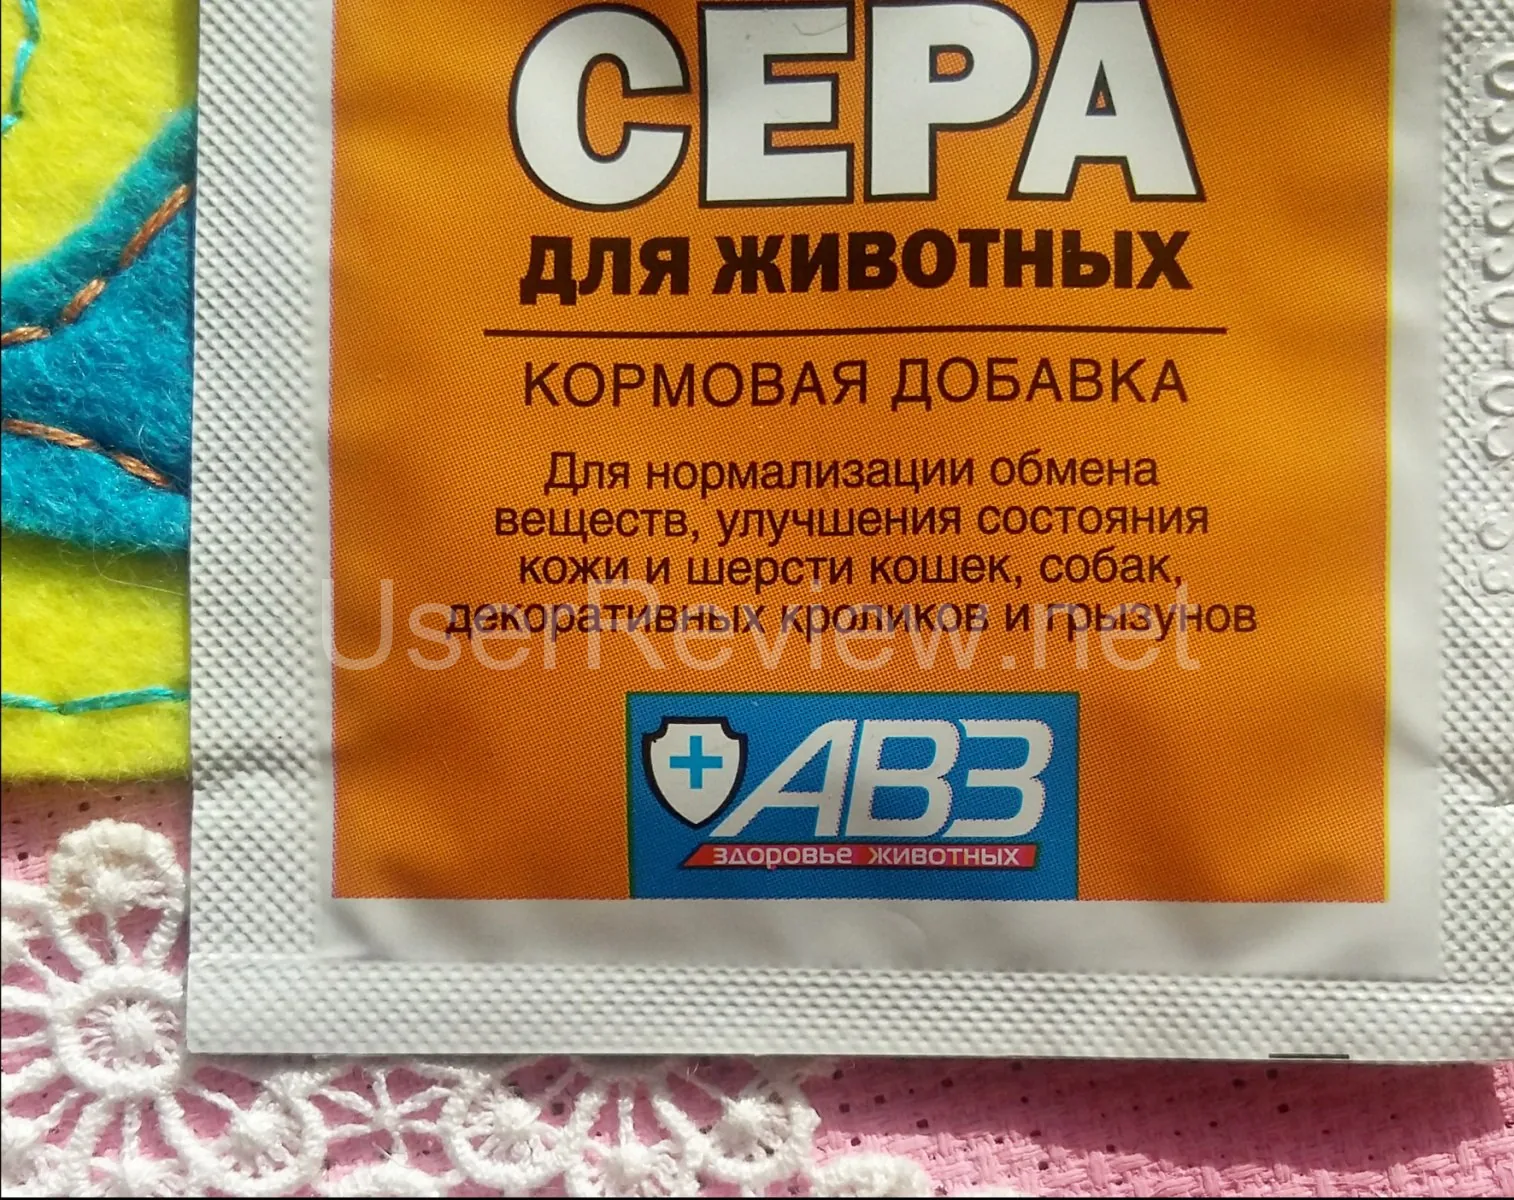 СЕРА
ДЛЯ ЖИВОТНЫХ
КОРМОВАЯ ДОБАВКА
Для нормализации обмена
веществ, улучшения состояния
кожи и шерсти кошек, собак,
декоративных кроликов и грызунов
UserReview.net
АВЗ
ЗДОРОВЬЕ ЖИВОТНЫХ